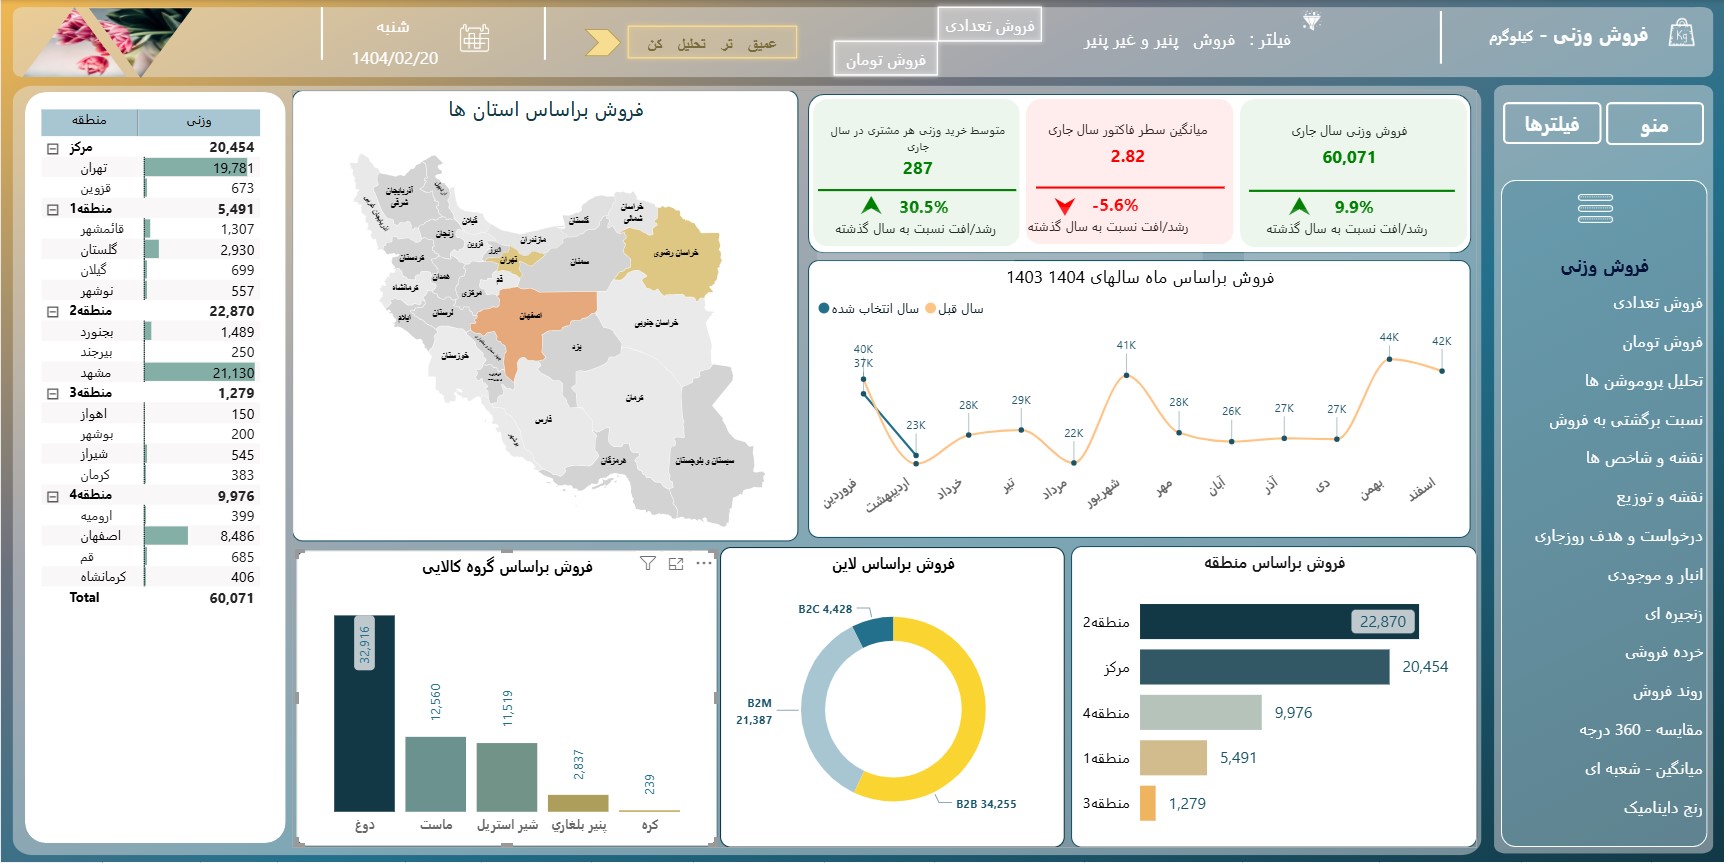 فروش وزنی - کیلوگرم
Kg
فیلتر : فروش پنیر و غیر پنیر
فروش تعدادی
فروش تومان
عمیق تر تحلیل کن
شنبه
1404/02/20
منو
فیلترها
فروش وزنی
فروش تعدادی
فروش تومان
تحلیل پروموشن ها
نسبت برگشتی به فروش
نقشه و شاخص ها
نقشه و توزیع
درخواست و هدف روزجاری
انبار و موجودی
زنجیره ای
خرده فروشی
روند فروش
مقایسه - 360 درجه
میانگین - شعبه ای
رنج داینامیک
فروش وزنی سال جاری
60,071
9.9%
رشد/افت نسبت به سال گذشته
میانگین سطر فاکتور سال جاری
2.82
-5.6%
رشد/افت نسبت به سال گذشته
متوسط خرید وزنی هر مشتری در سال
جاری
287
30.5%
رشد/افت نسبت به سال گذشته
فروش براساس ماه سالهای 1404 1403
سال قبل
سال انتخاب شده
40K
37K
23K
28K
29K
22K
41K
28K
26K
27K
27K
44K
42K
فروردین
اردیبهشت
خرداد
تیر
مرداد
شهریور
مهر
آبان
آذر
دی
بهمن
اسفند
فروش براساس استان ها
آذربایجان شرقی
آذربایجان غربی
اردبیل
گیلان
زنجان
کردستان
قزوین
البرز
تهران
مازندران
گلستان
خراسان شمالی
خراسان رضوی
سمنان
همدان
کرمانشاه
مرکزی
قم
ایلام
لرستان
اصفهان
خراسان جنوبی
خوزستان
یزد
کرمان
فارس
بوشهر
هرمزگان
سیستان و بلوچستان
منطقه وزنی
مرکز 20,454
تهران 19,781
قزوین 673
منطقه1 5,491
قائمشهر 1,307
گلستان 2,930
گیلان 699
نوشهر 557
منطقه2 22,870
بجنورد 1,489
بیرجند 250
مشهد 21,130
منطقه3 1,279
اهواز 150
بوشهر 200
شیراز 545
کرمان 383
منطقه4 9,976
ارومیه 399
اصفهان 8,486
قم 685
کرمانشاه 406
Total 60,071
فروش براساس منطقه
منطقه2 22,870
مرکز 20,454
منطقه4 9,976
منطقه1 5,491
منطقه3 1,279
فروش براساس لاین
B2C 4,428
B2M
21,387
B2B 34,255
فروش براساس گروه کالایی
32,916
12,560
11,519
2,837
239
دوغ
ماست
شیر استریل
پنیر بلغاري
کره